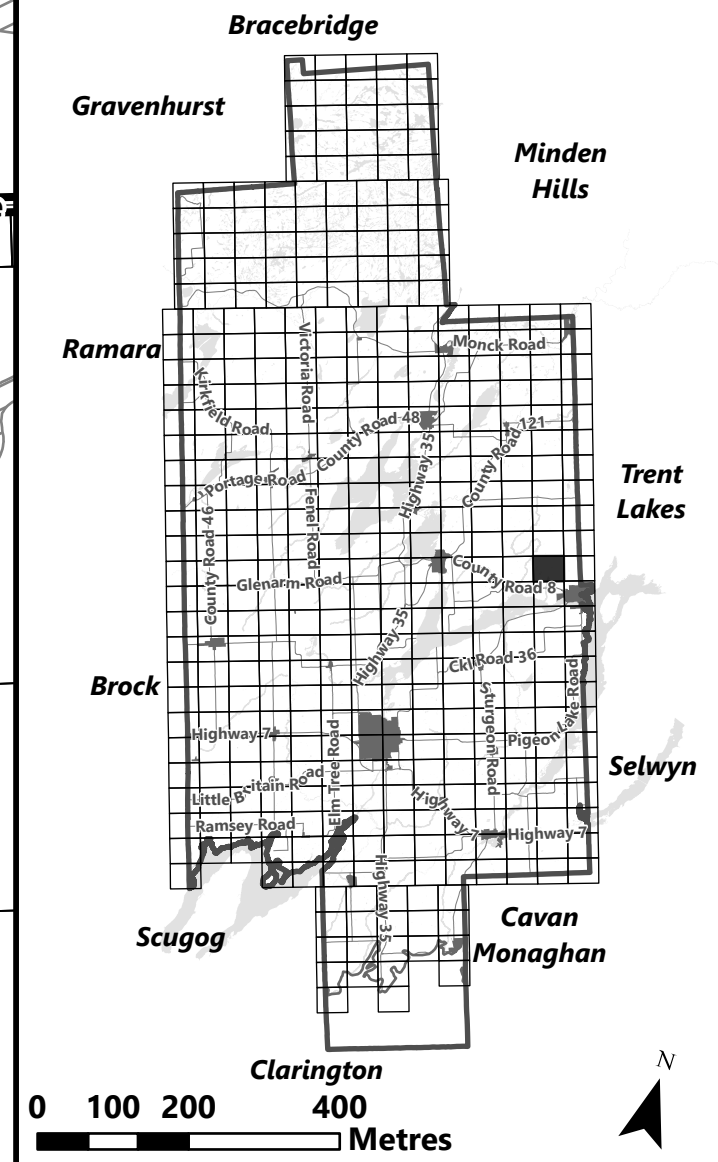 Bracebridge
Gravenhurst
Minden
Hills
Ramara
Monck Road
Victoria Road
Kirkfield Road
County Road 48
County Road 121
Highway 35
Portage Road
Trent
Lakes
Fenel Road
County Road 46
County Road 8
Glenarm Road
Highway 35
CKL Road 36
Brock
Sturgeon Road
Pigeon Lake Road
Highway 7
Elm Tree Road
Selwyn
Little Britain Road
Highway 7
Ramsey Road
Highway 7
Highway 35
Scugog
Cavan
Monaghan
N
Clarington
0 100 200 400
Metres